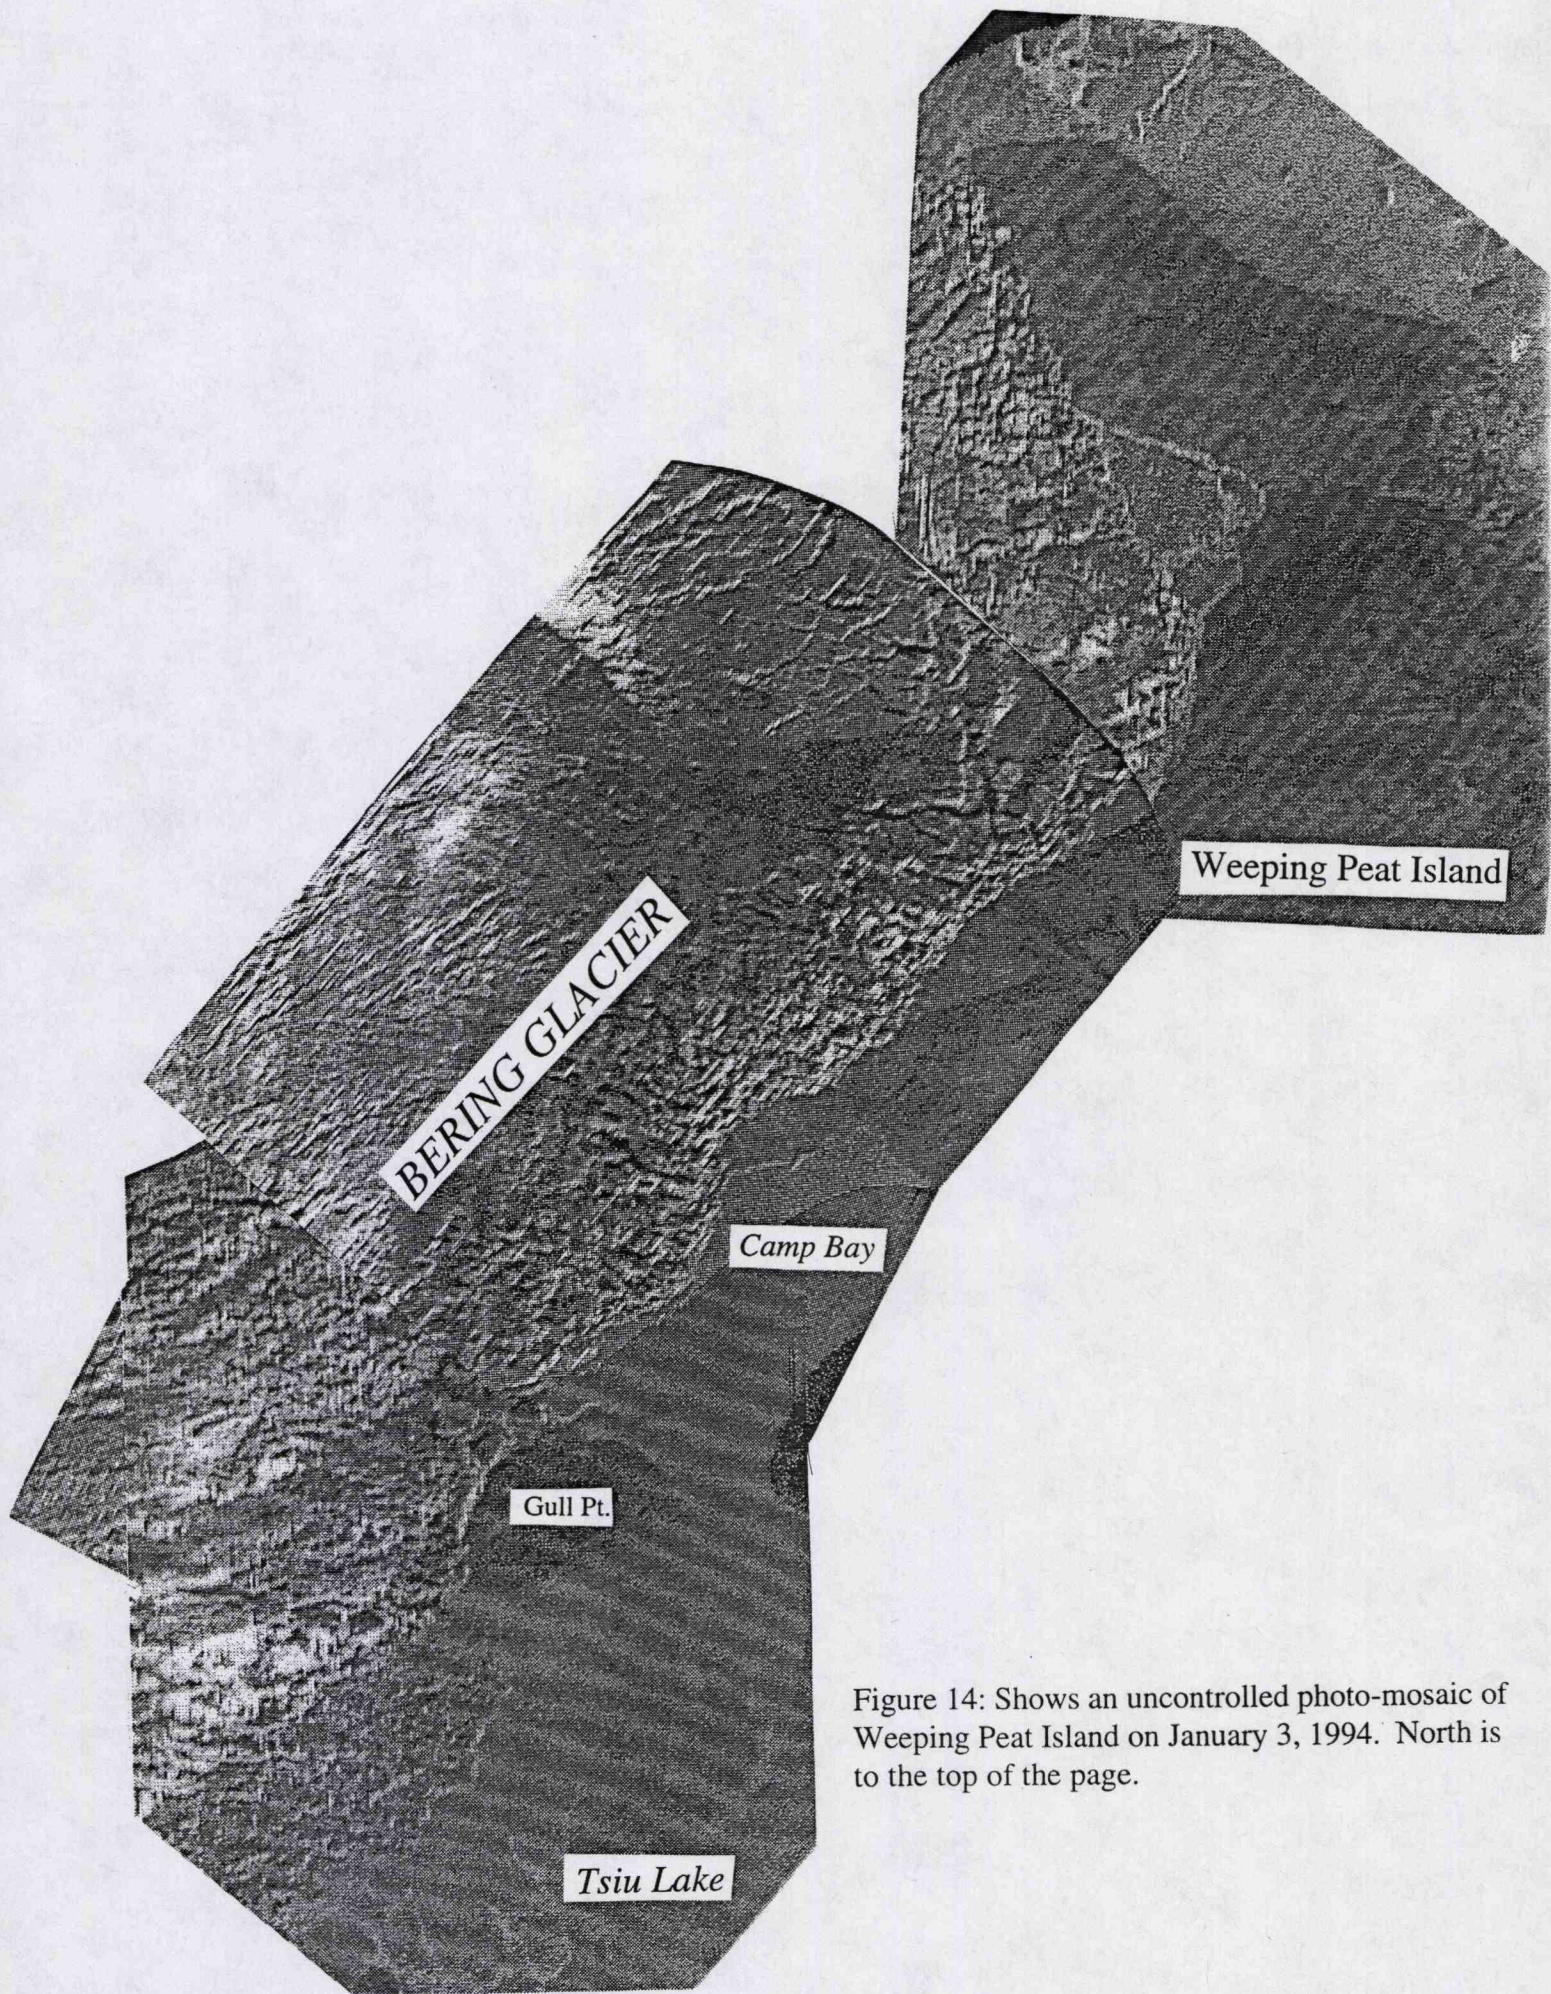 Weeping Peat Island
BERING GLACIER
Camp Bay
Gull Pt.
Figure 14: Shows an uncontrolled photo-mosaic of
Weeping Peat Island on January 3, 1994. North is
to the top of the page.
Tsiu Lake